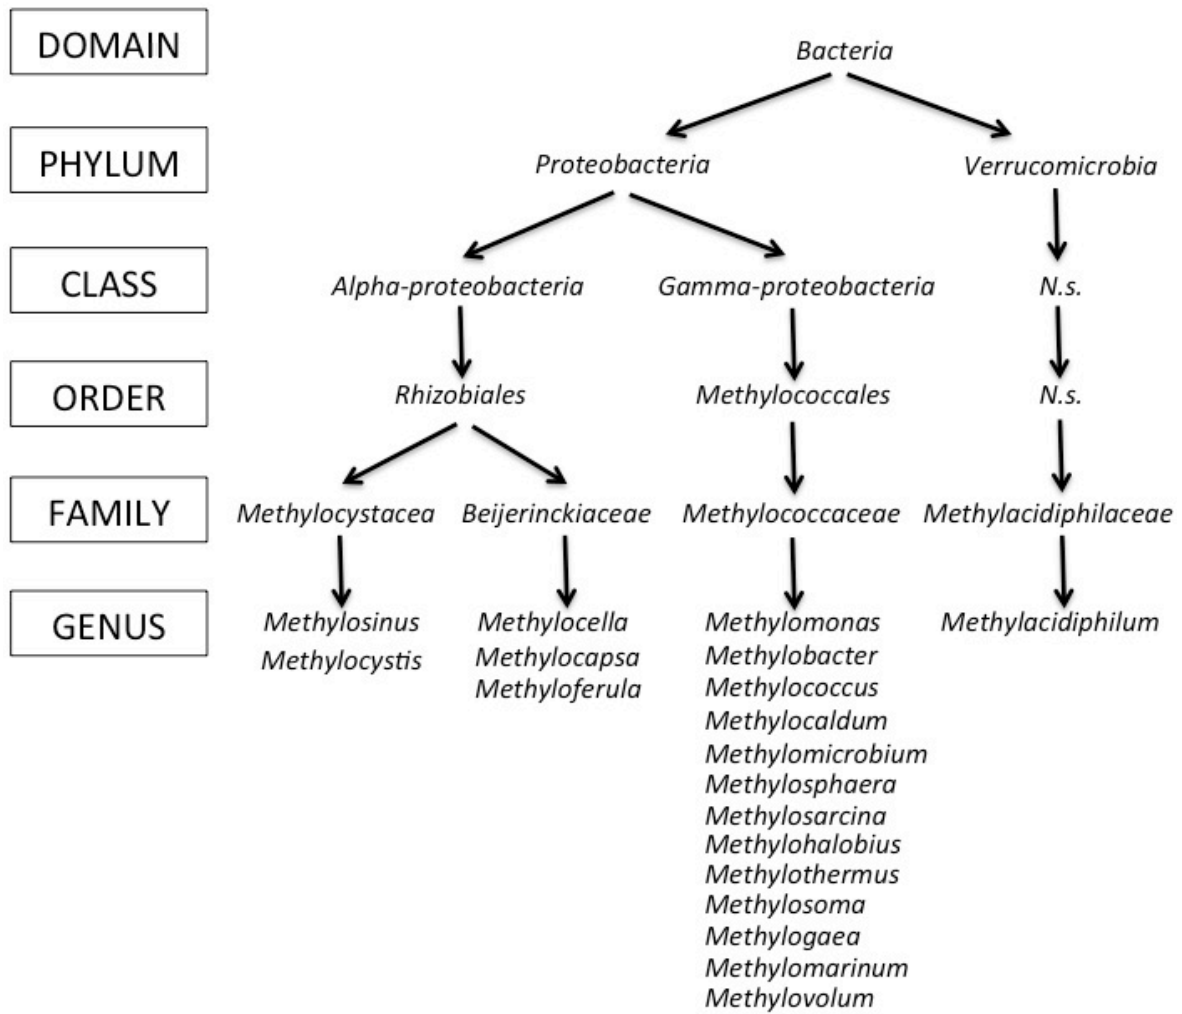 DOMAIN
Bacteria
PHYLUM
Proteobacteria
Verrucomicrobia
CLASS
Alpha-proteobacteria
Gamma-proteobacteria
N.s.
ORDER
Rhizobiales
Methylococcales
N.s.
FAMILY
Methylocystacea
Beijerinckiaceae
Methylococcaceae
Methylacidiphilaceae
GENUS
Methylosinus
Methylocystis
Methylocella
Methylocapsa
Methyloferula
Methylomonas
Methylobacter
Methylococcus
Methylocaldum
Methylomicrobium
Methylosphaera
Methylosarcina
Methylohalobius
Methylothermus
Methylosoma
Methylogaea
Methylomarinum
Methylovolum
Methylacidiphilum